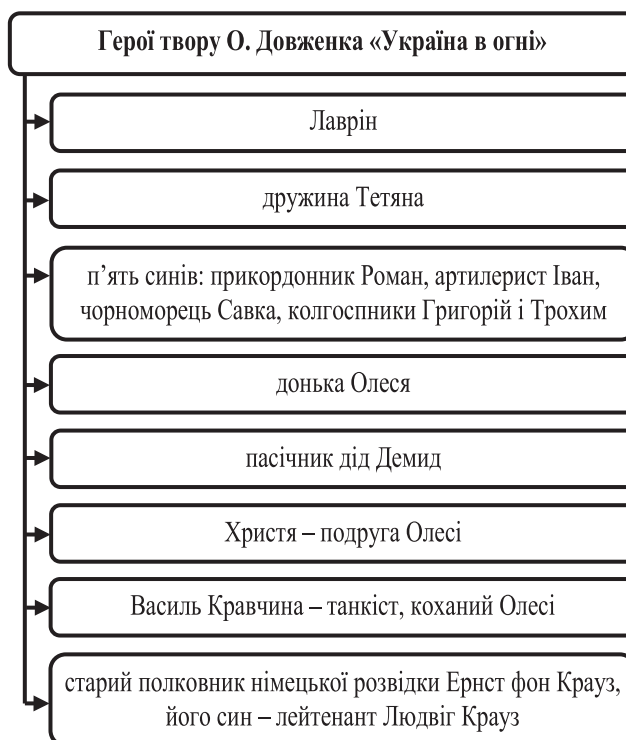 Герої твору О. Довженка «Україна в огні»
Лаврін
дружина Тетяна
п’ять синів: прикордонник Роман, артилерист Іван,
чорноморець Савка, колгоспники Григорій і Трохим
донька Олеся
пасічник дід Демид
Христя – подруга Олесі
Василь Кравчина – танкіст, коханий Олесі
старий полковник німецької розвідки Ернст фон Крауз,
його син – лейтенант Людвіг Крауз